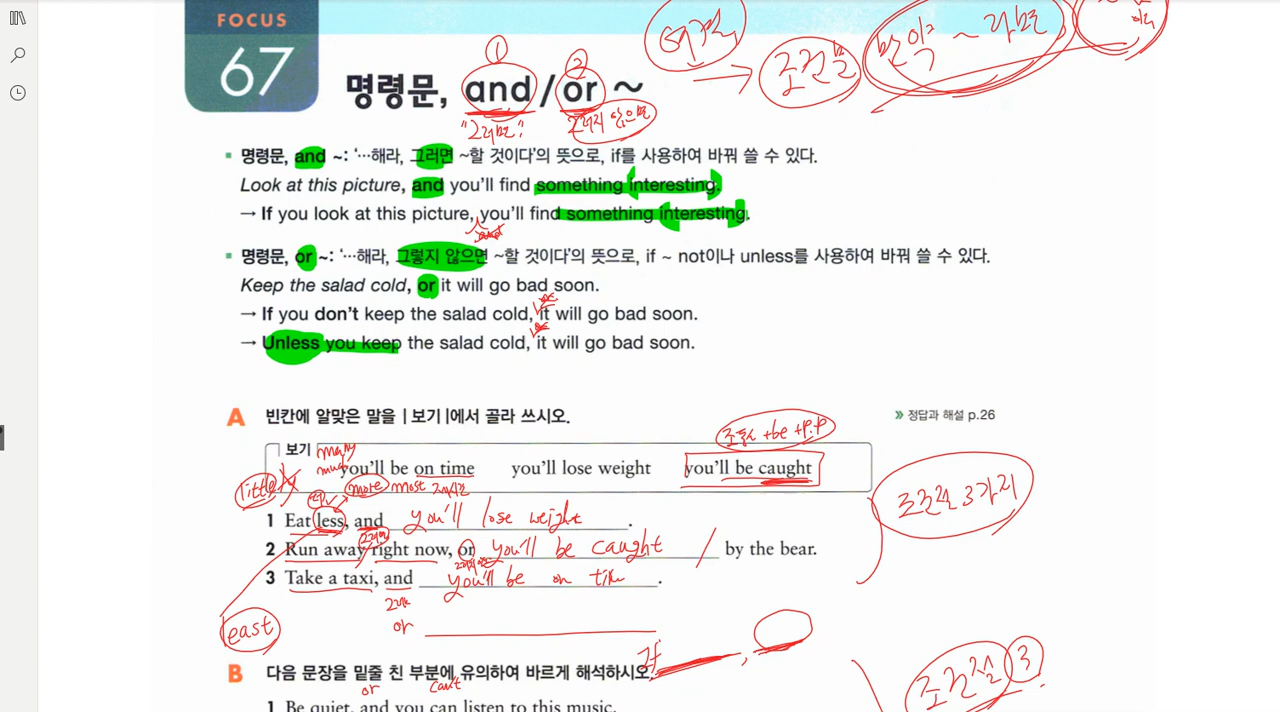 FOCUS
67
명령문, and / or ~
① ②
"그러면" 그렇지 않으면
→ 조건절 만약 ~ 라면
▪ 명령문, and ~: '…해라, 그러면 ~할 것이다'의 뜻으로, if를 사용하여 바꿔 쓸 수 있다.
Look at this picture, and you'll find something interesting.
→ If you look at this picture, you'll find something interesting.
and
▪ 명령문, or ~: '…해라, 그렇지 않으면 ~할 것이다'의 뜻으로, if ~ not이나 unless를 사용하여 바꿔 쓸 수 있다.
Keep the salad cold, or it will go bad soon.
→ If you don't keep the salad cold, it will go bad soon.
→ Unless you keep the salad cold, it will go bad soon.
A 빈칸에 알맞은 말을 |보기|에서 골라 쓰시오.
» 정답과 해설 p.26
조동사 +be +p.p
보기
many
much
you'll be on time you'll lose weight you'll be caught
little more most
1 Eat less, and you'll lose weight.
2 Run away right now, or you'll be caught by the bear.
3 Take a taxi, and you'll be on time.
or
east
B 다음 문장을 밑줄 친 부분에 유의하여 바르게 해석하시오.
조건절 ③
or can't
1 Be quiet, and you can listen to this music.